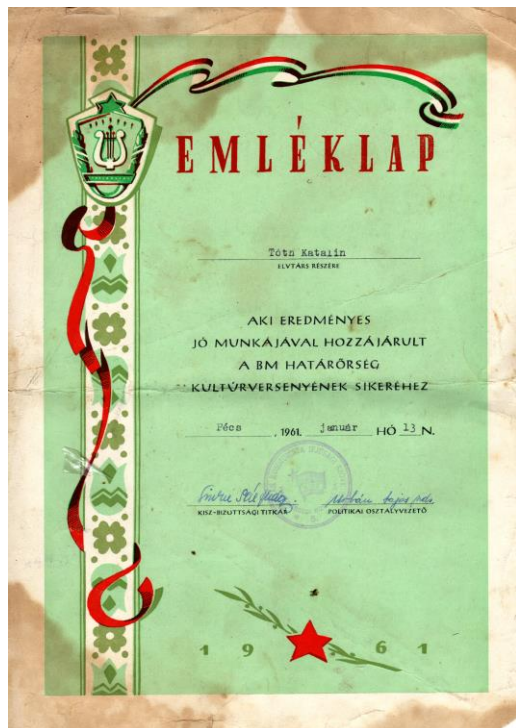 EMLÉKLAP
Tóth Katalin
ELVTÁRS RÉSZÉRE
AKI EREDMÉNYES
JÓ MUNKÁJÁVAL HOZZÁJÁRULT
A BM HATÁRŐRSÉG
KULTÚRVERSENYÉNEK SIKERÉHEZ
Pécs, 1961. január HÓ 13 N.
KISZ-BIZOTTSÁGI TITKÁR POLITIKAI OSZTÁLYVEZETŐ
1961